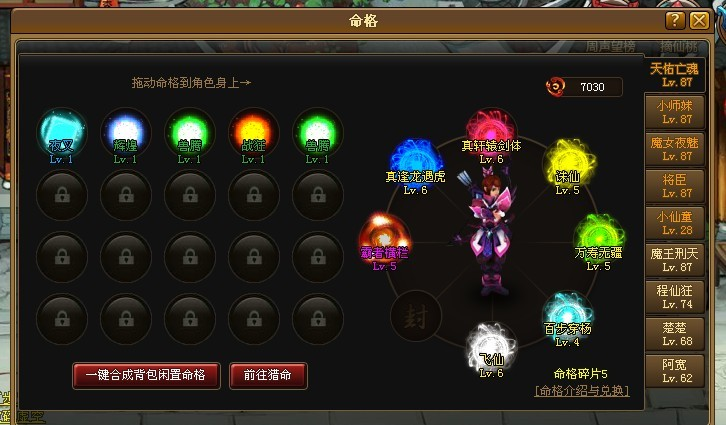 命格
周声望榜 摘仙桃
拖动命格到角色身上→
7030
夜叉
Lv.1
辉煌
Lv.1
兽腾
Lv.1
战狂
Lv.1
兽腾
Lv.1
真轩辕剑体
Lv.6
真逢龙遇虎
Lv.6
诛仙
Lv.5
霸者横栏
Lv.5
万寿无疆
Lv.5
封
百步穿杨
Lv.4
飞仙
Lv.6
一键合成背包闲置命格
前往猎命
命格碎片5
[命格介绍与兑换]
天佑亡魂
Lv.87
小师妹
Lv.87
魔女夜魅
Lv.87
将臣
Lv.87
小仙童
Lv.28
魔王刑天
Lv.87
程仙狂
Lv.74
楚楚
Lv.68
阿宽
Lv.62